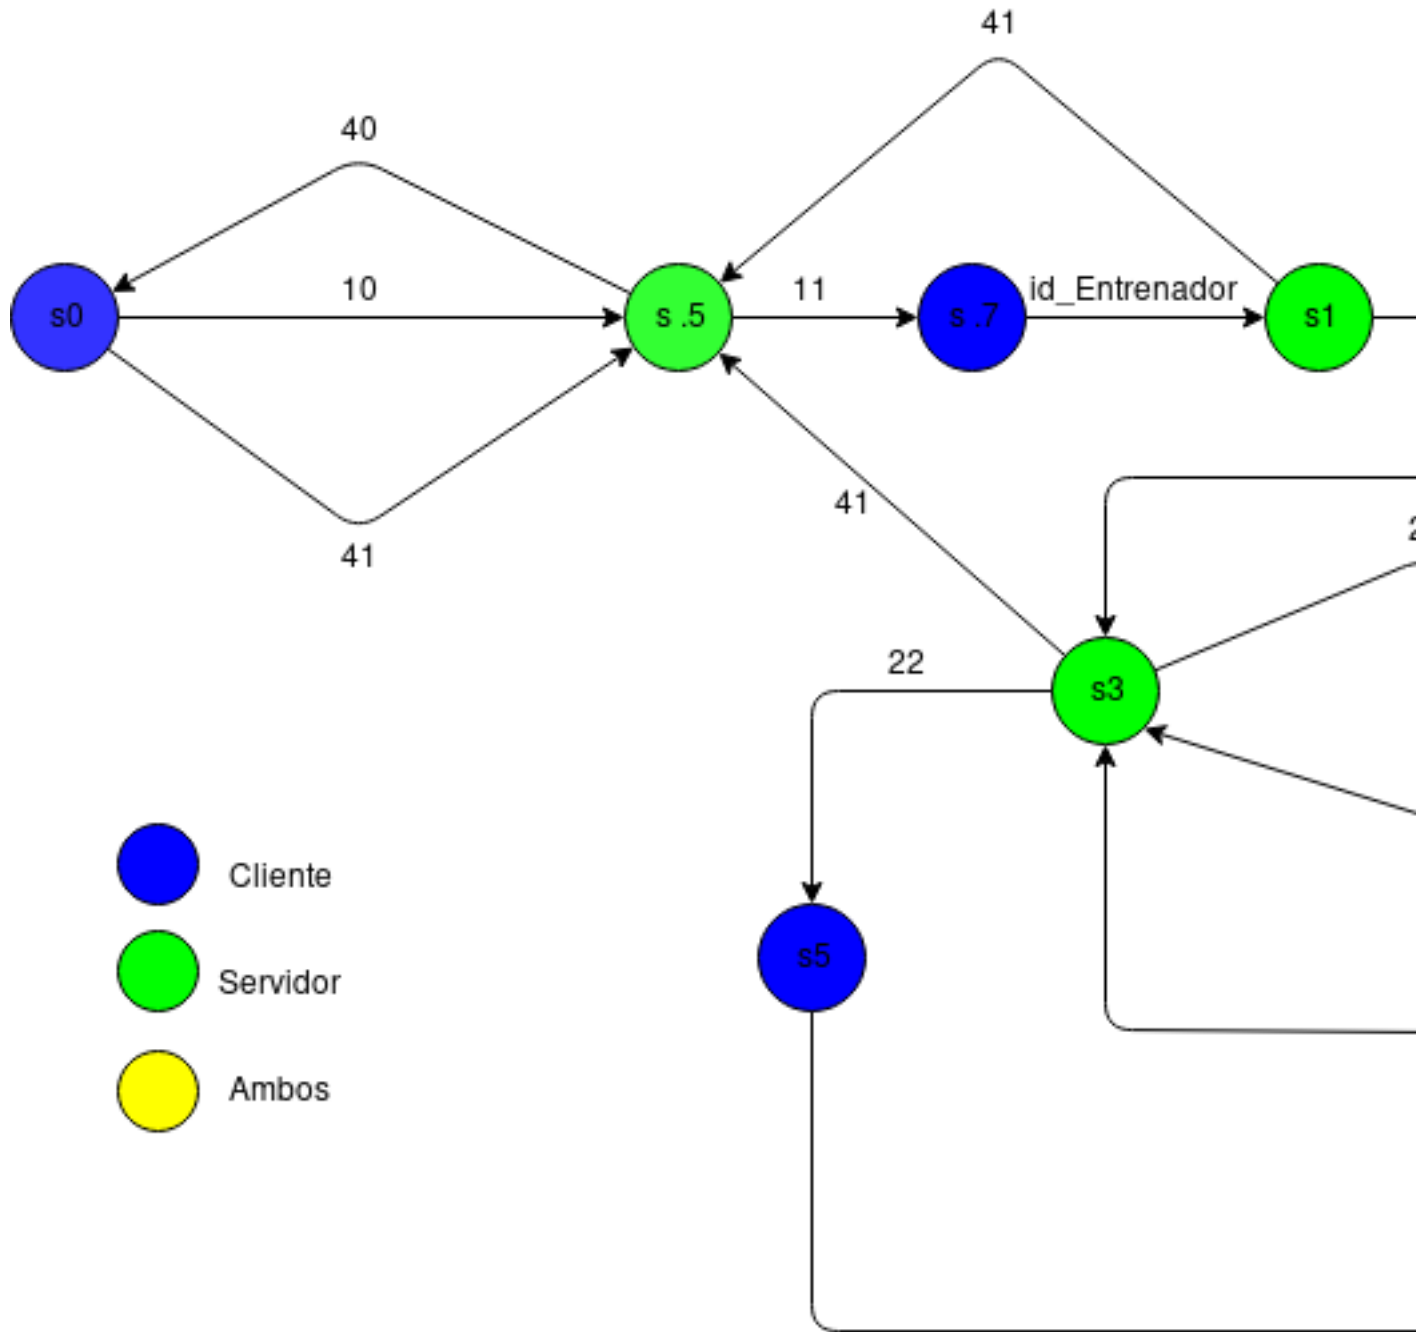 41
40
10
11
id_Entrenador
s0
s .5
s .7
s1
41
41
22
s3
Cliente
s5
Servidor
Ambos